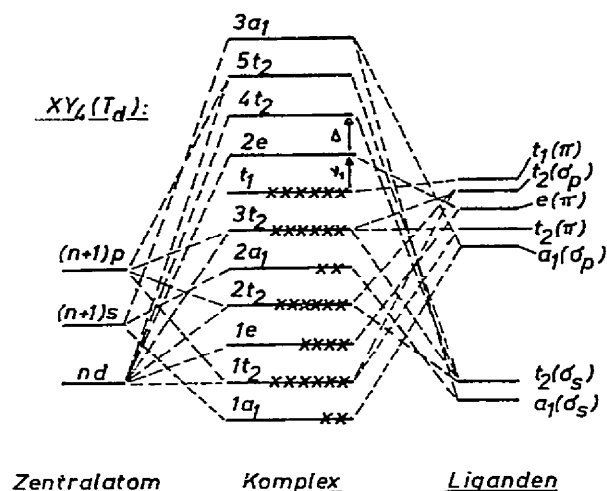 XY4(Td):
3a1
5t2
4t2
Δ
2e
ν1
t1
3t2
2a1
2t2
1e
1t2
1a1
(n+1)p
(n+1)s
nd
t1(π)
t2(σp)
e(π)
t2(π)
a1(σp)
t2(σs)
a1(σs)
Zentralatom Komplex Liganden